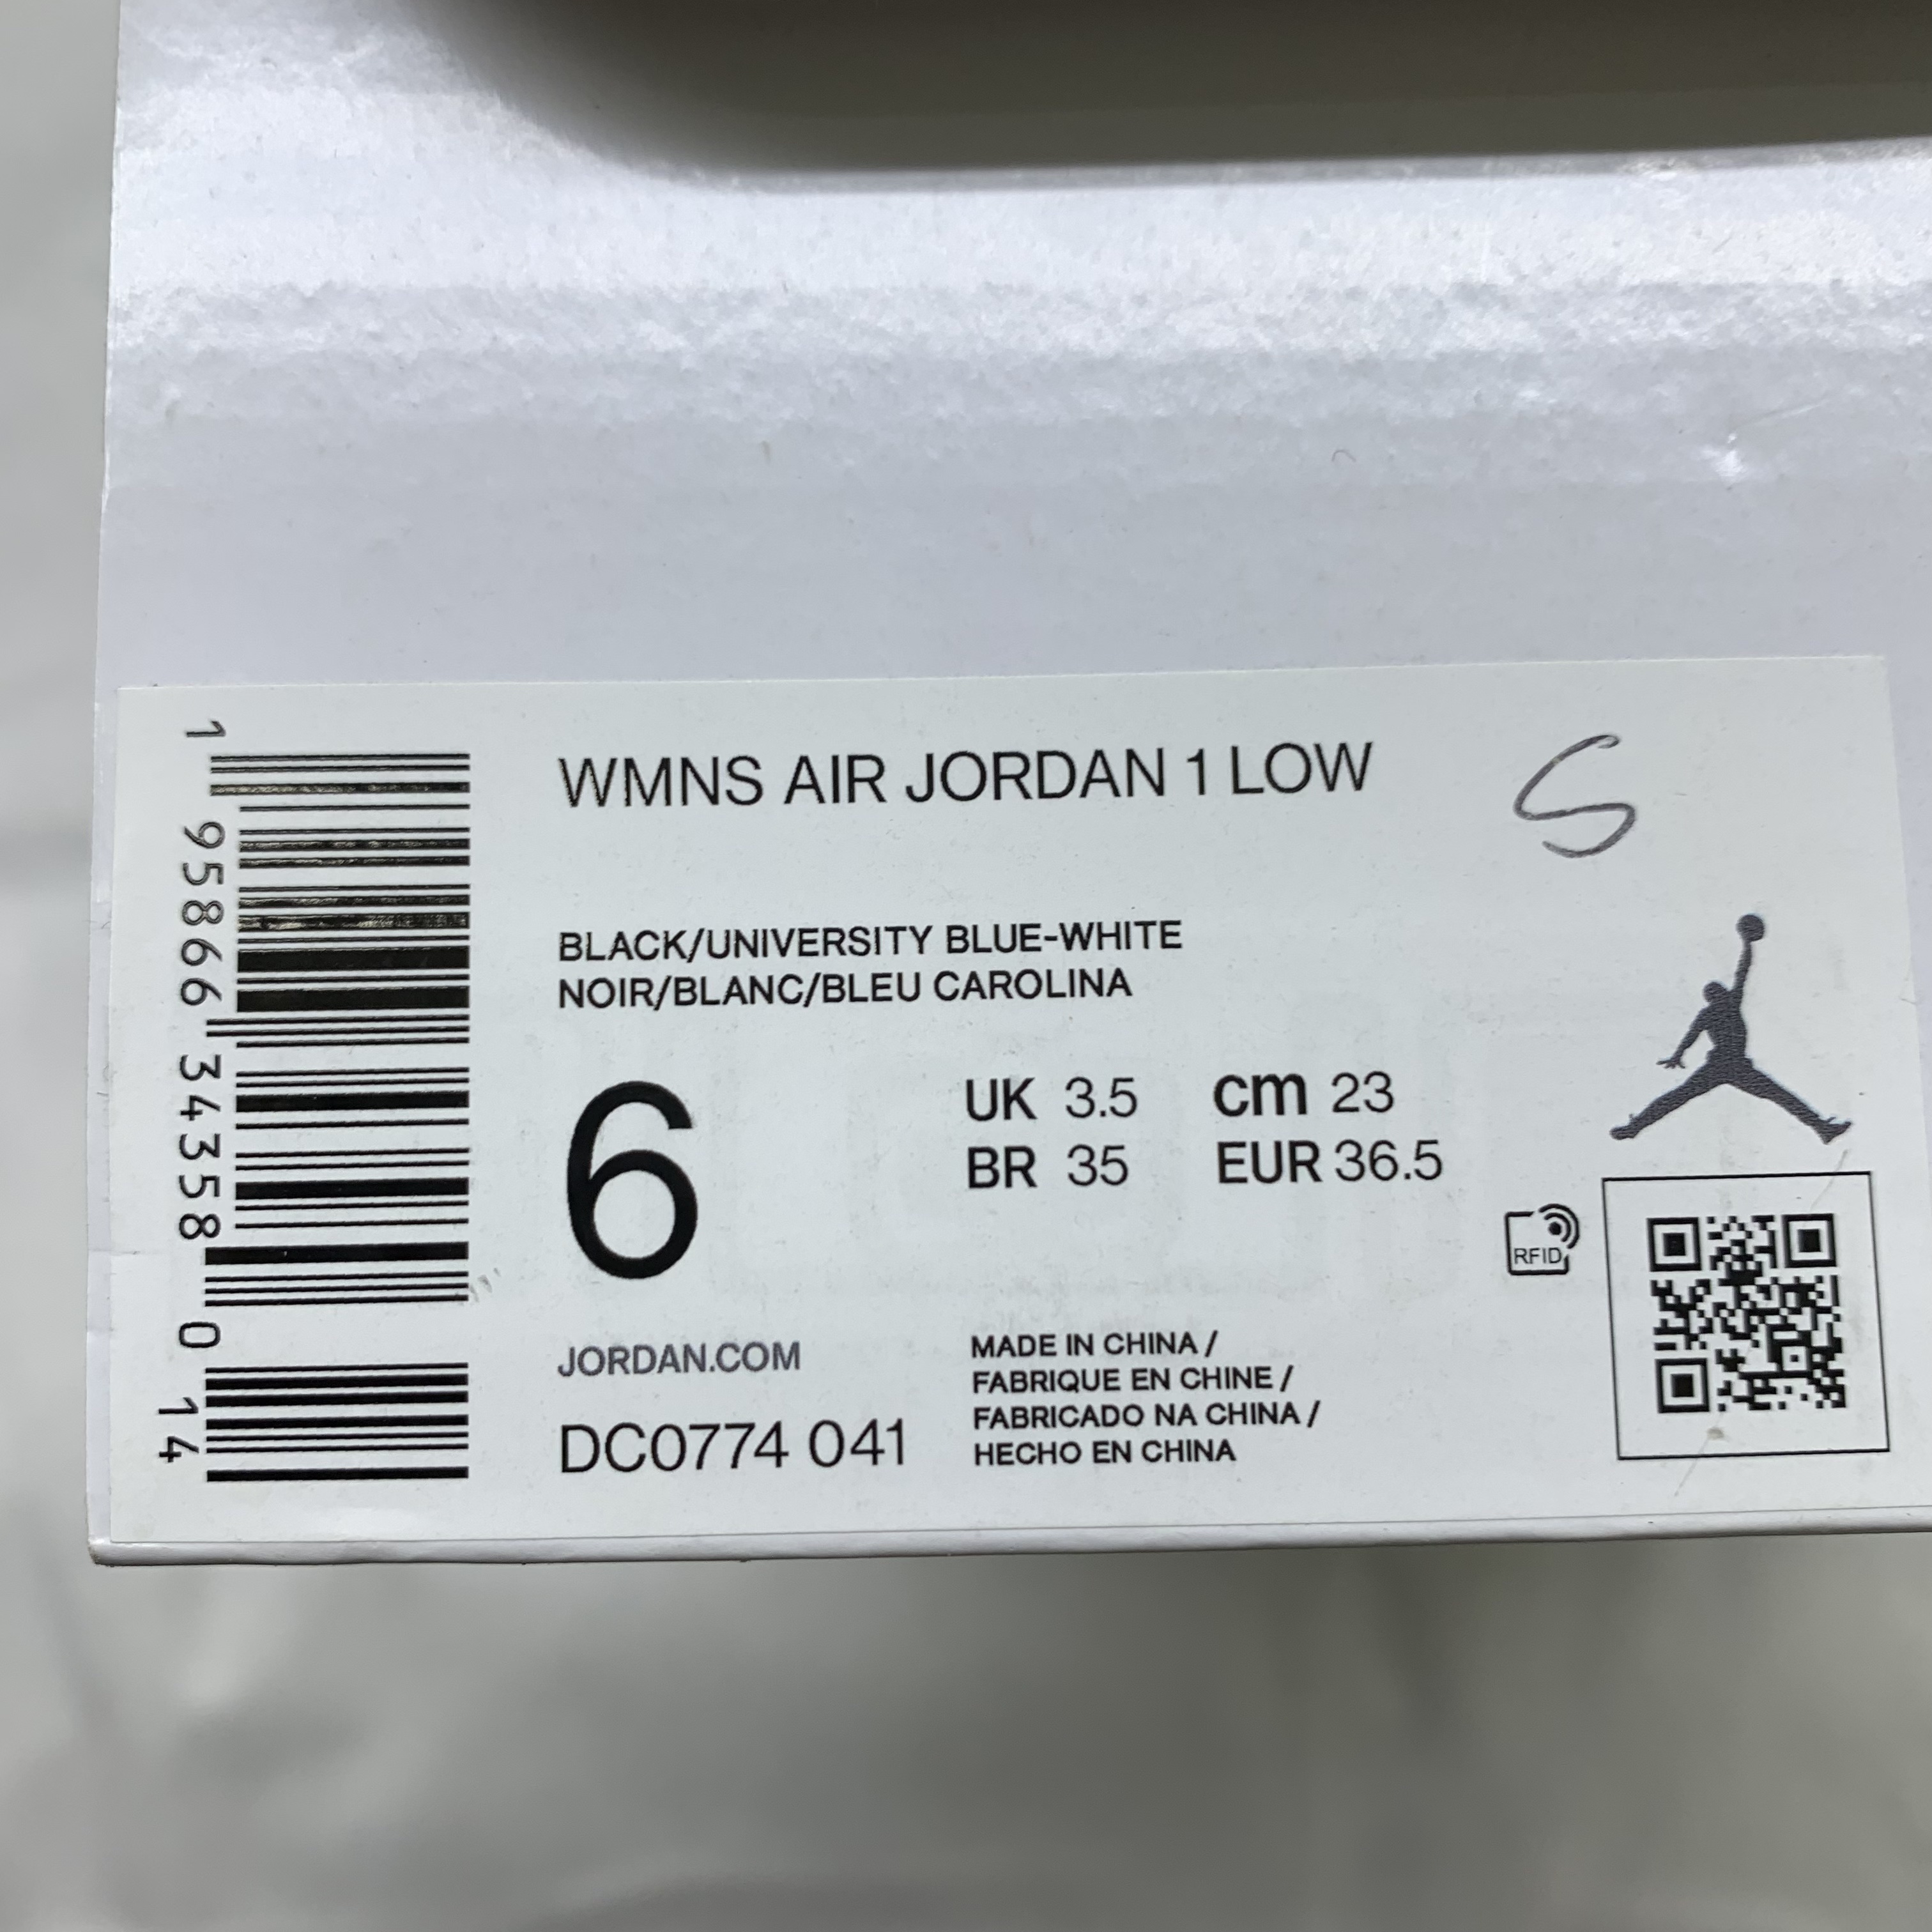 WMNS AIR JORDAN 1 LOW
S
BLACK/UNIVERSITY BLUE-WHITE
NOIR/BLANC/BLEU CAROLINA
6
UK 3.5 cm 23
BR 35 EUR 36.5
RFID
JORDAN.COM
DC0774 041
MADE IN CHINA /
FABRIQUE EN CHINE /
FABRICADO NA CHINA /
HECHO EN CHINA
1 95866 34358 0 14